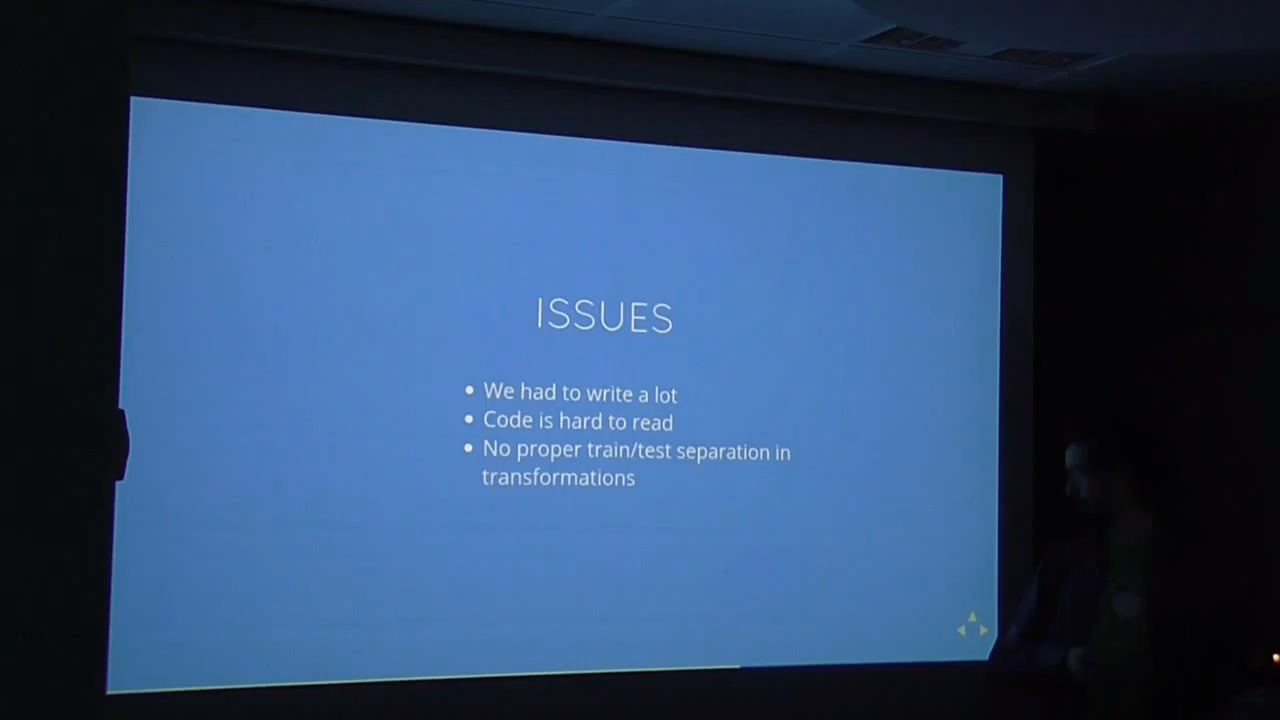 ISSUES
• We had to write a lot
• Code is hard to read
• No proper train/test separation in
transformations